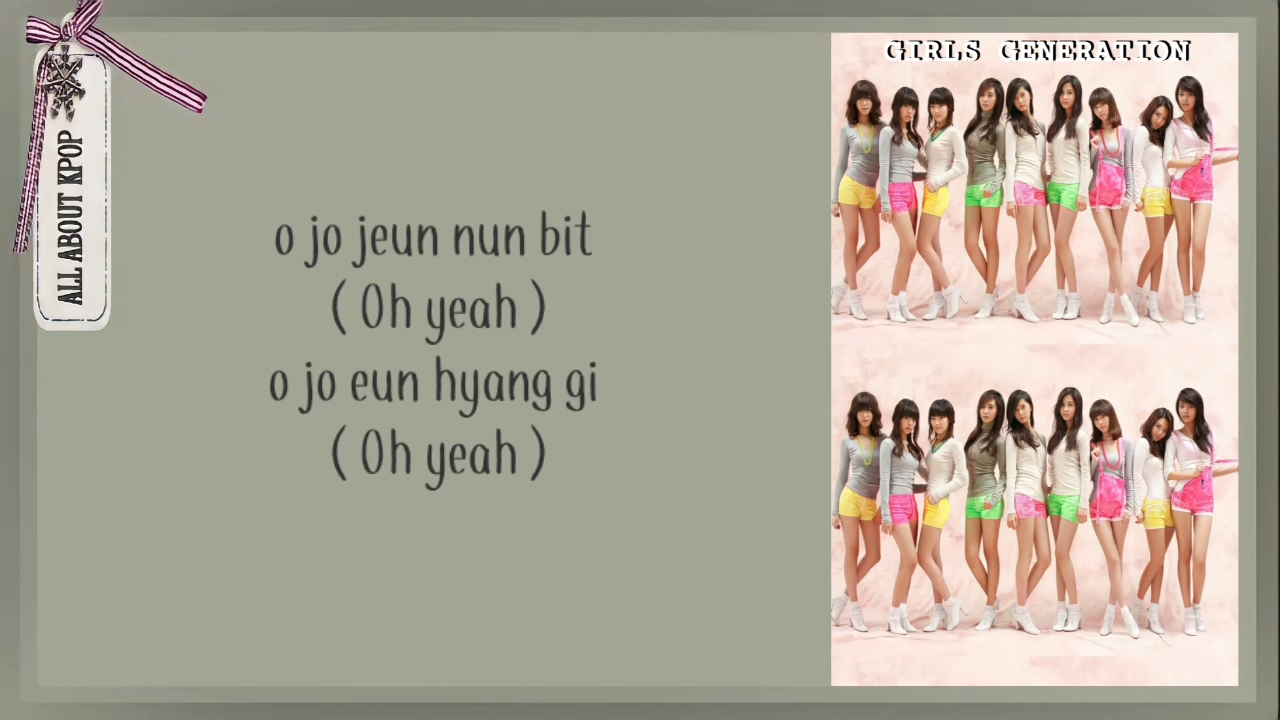 ALL ABOUT KPOP
o jo jeun nun bit
( Oh yeah )
o jo eun hyang gi
( Oh yeah )
GIRLS GENERATION